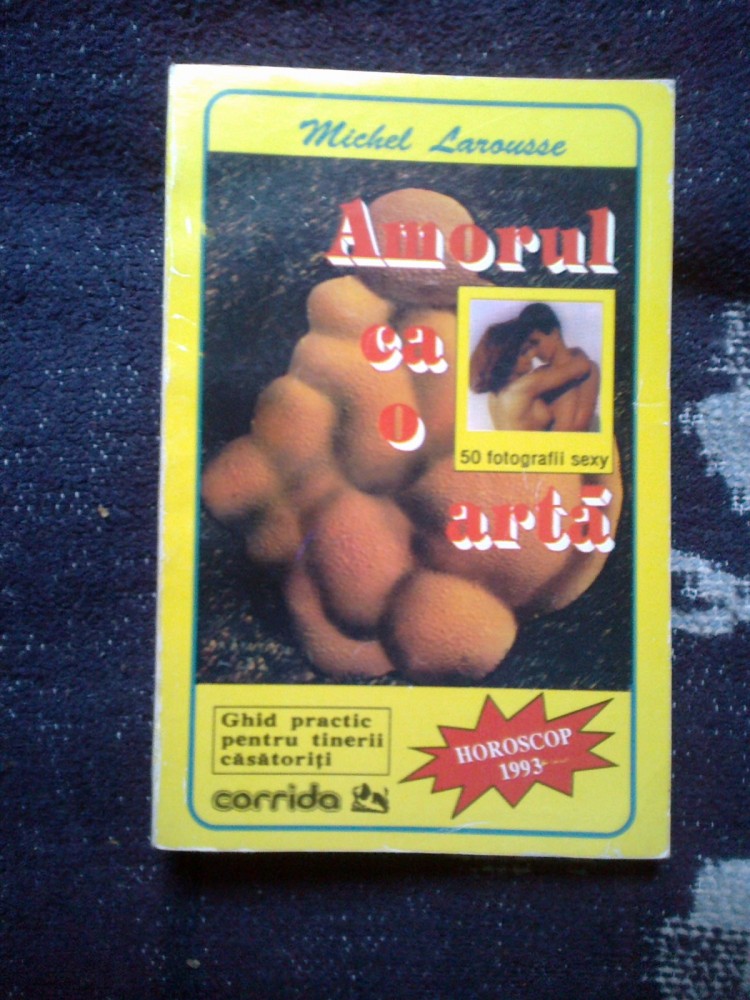 Michel Larousse
Amorul
ca
o
50 fotografii sexy
artă
Ghid practic
pentru tinerii
căsătoriți
HOROSCOP
1993
corrida